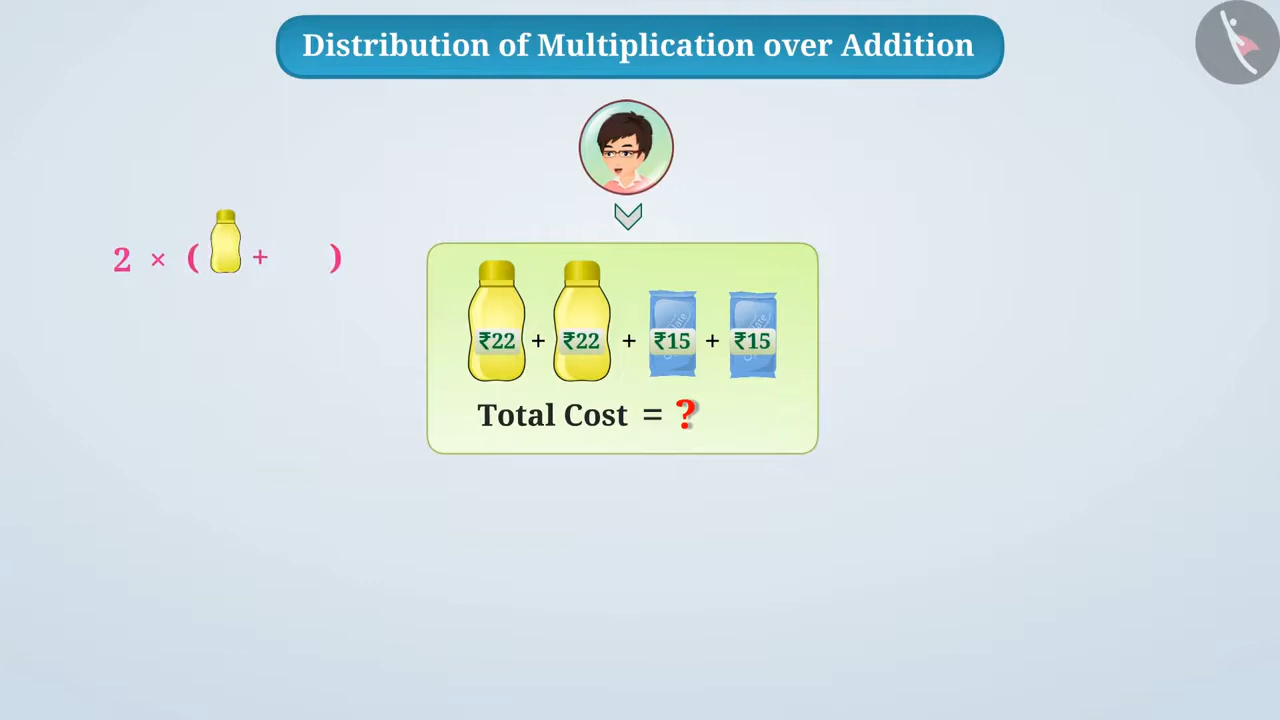 Distribution of Multiplication over Addition
2 × ( + )
₹22 + ₹22 + ₹15 + ₹15
Total Cost = ?